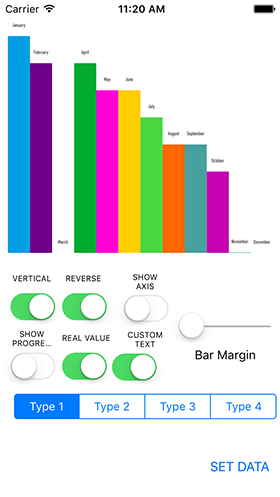 Carrier 11:20 AM
January
February
March
April
May
June
July
August
September
October
November
December
VERTICAL REVERSE SHOW
AXIS
SHOW
PROGRE... REAL VALUE CUSTOM
TEXT
Bar Margin
Type 1 Type 2 Type 3 Type 4
SET DATA